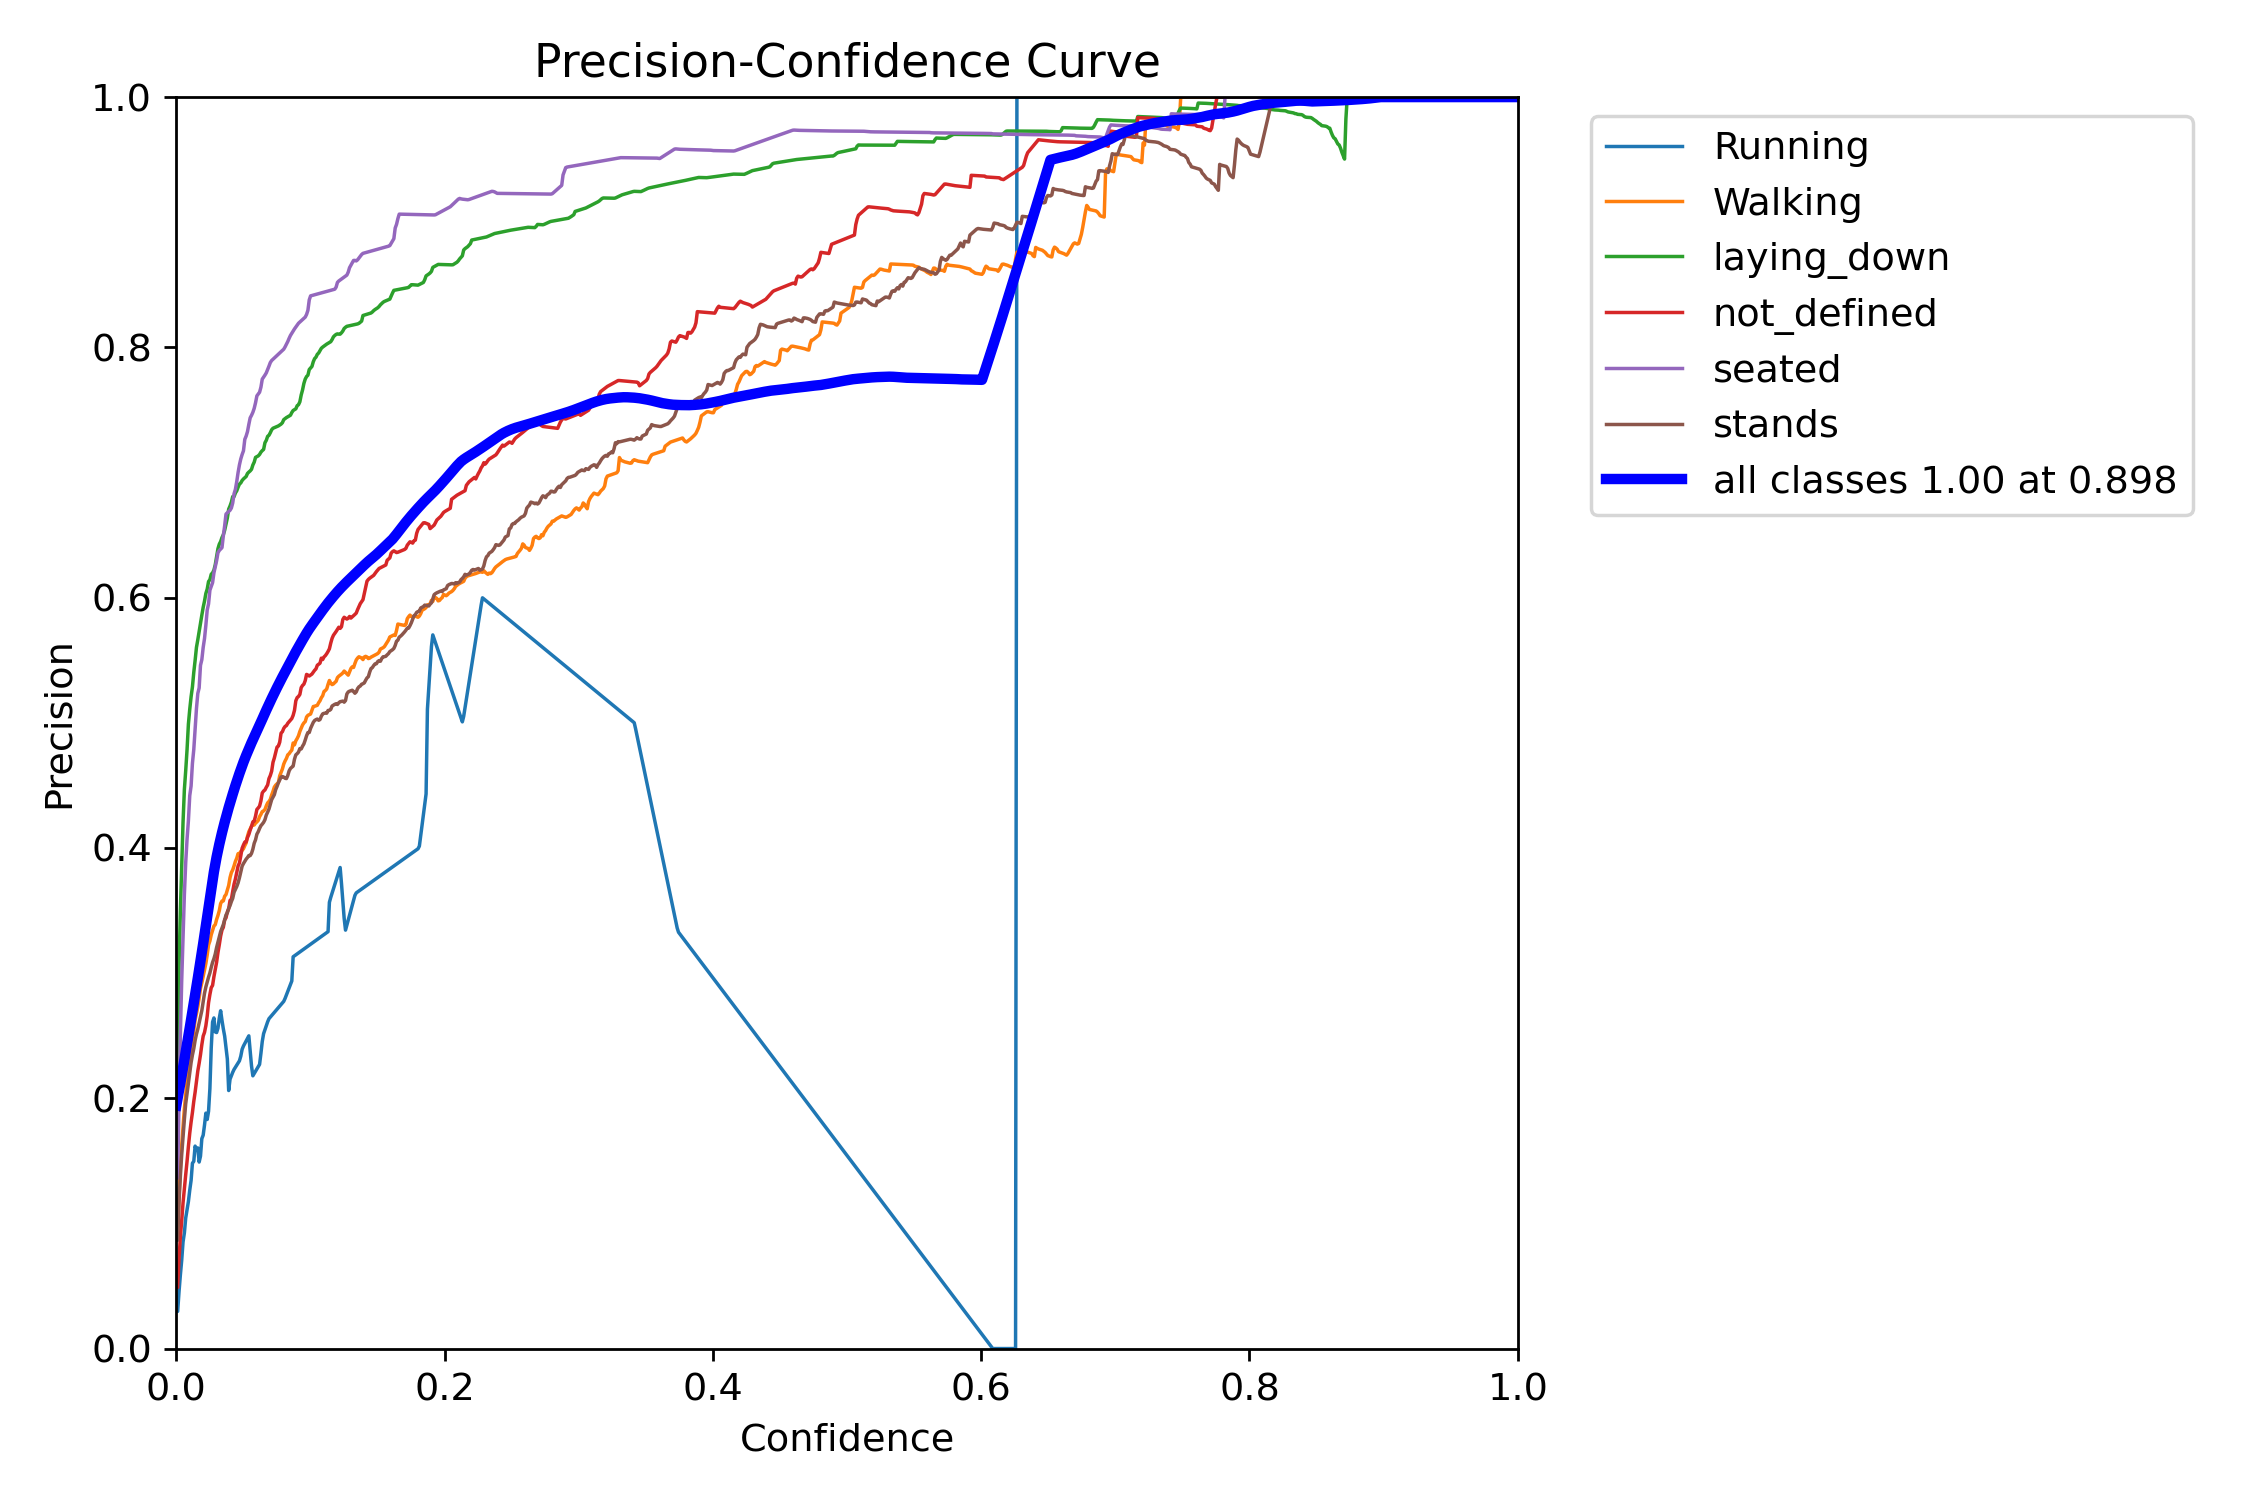 Precision-Confidence Curve
1.0
0.8
0.6
0.4
0.2
0.0
Precision
0.0 0.2 0.4 0.6 0.8 1.0
Confidence
Running
Walking
laying_down
not_defined
seated
stands
all classes 1.00 at 0.898